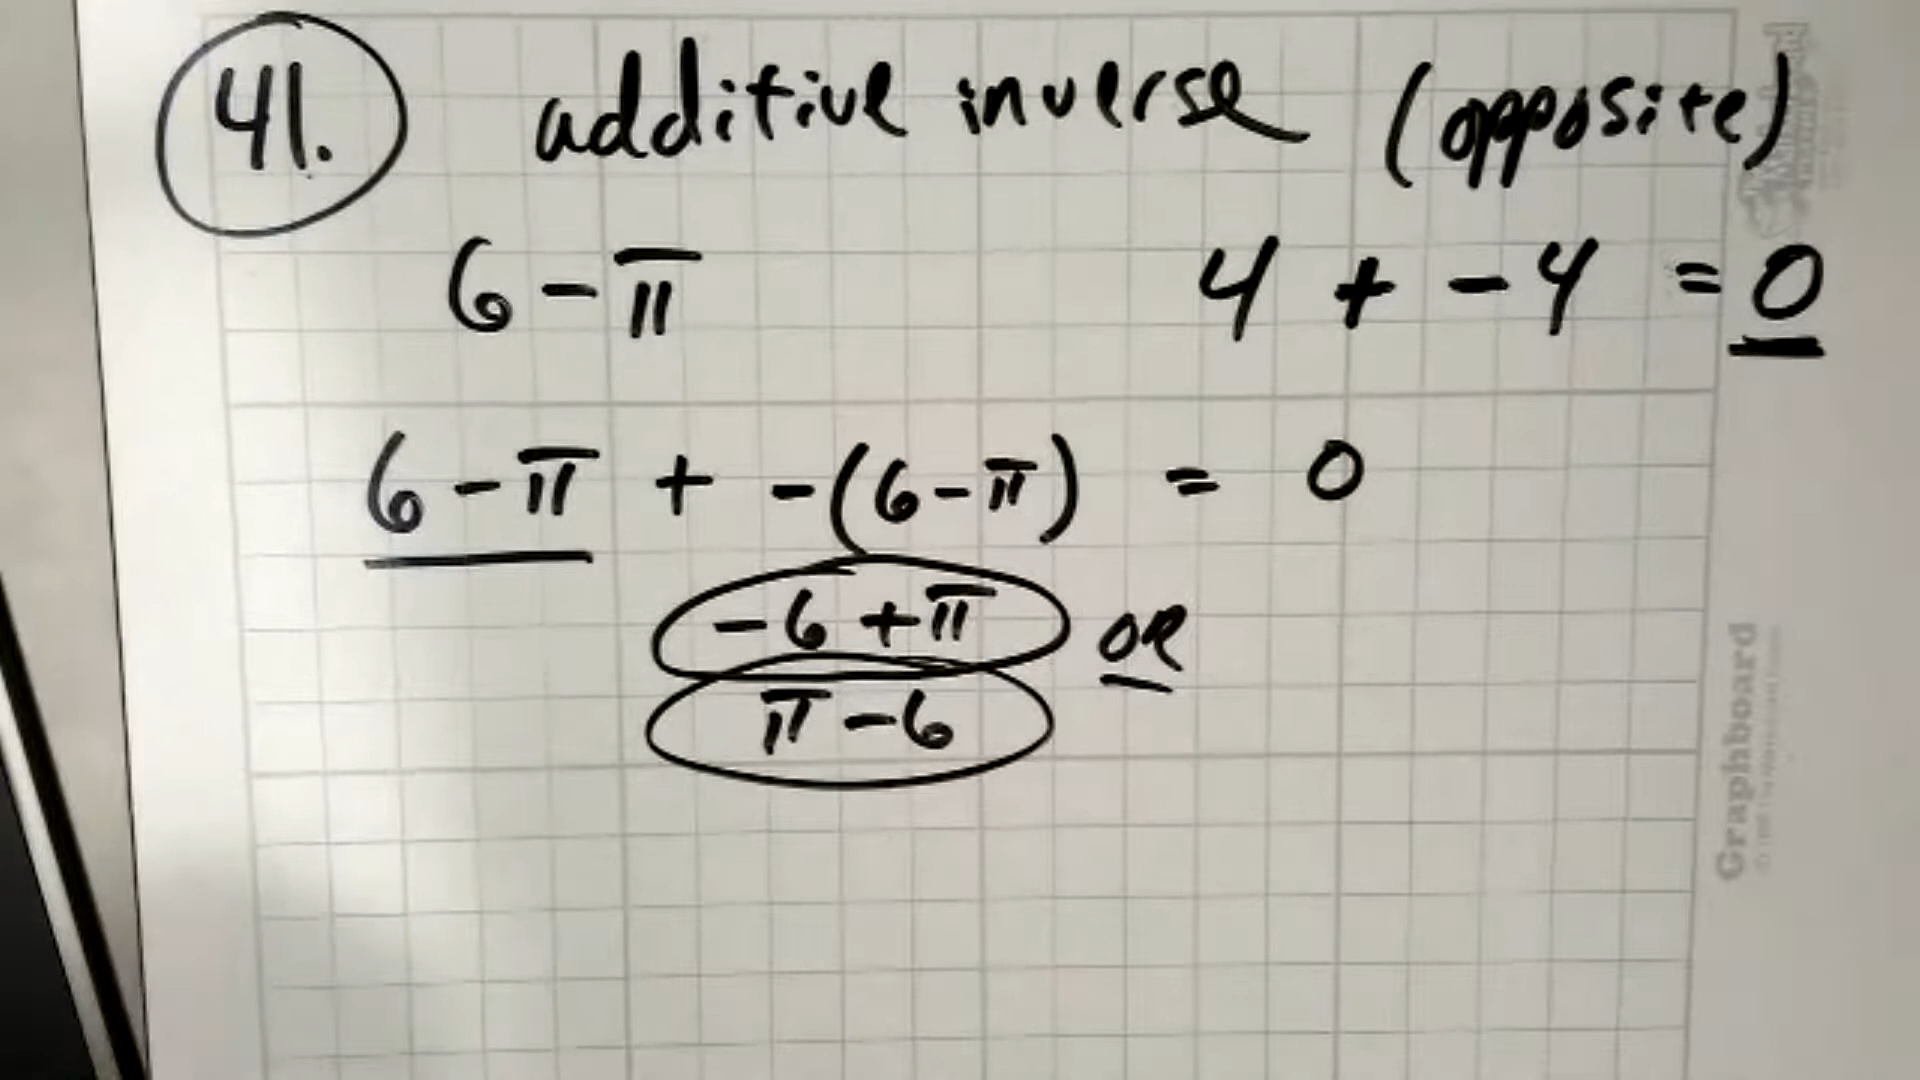 41. additive inverse (opposite)
6 - π 4 + - 4 = 0
6 - π + -(6 - π) = 0
-6 + π OR
π - 6
Graphboard